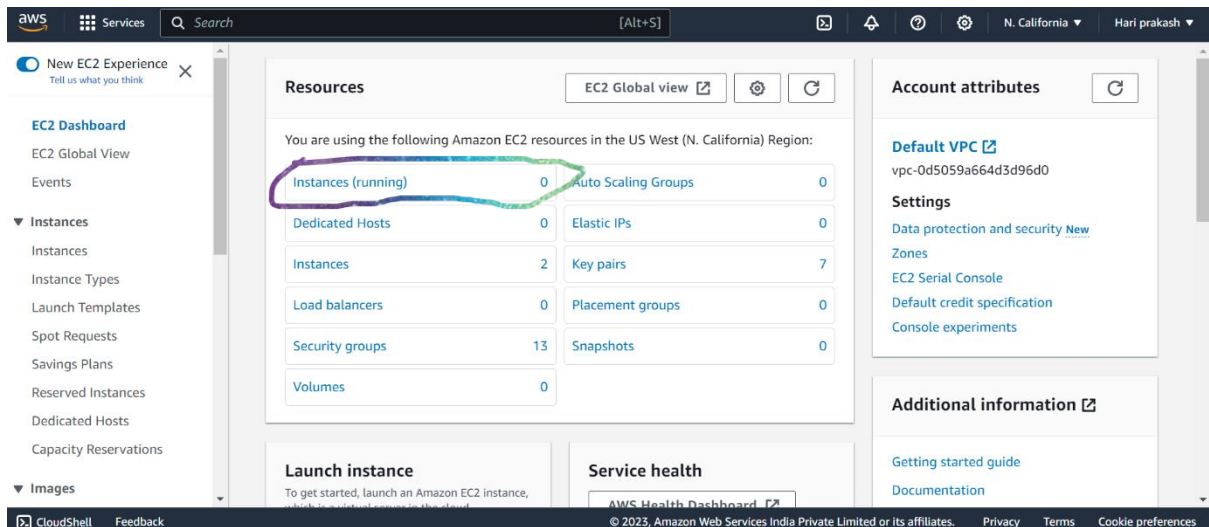 aws Services Search [Alt+S] N. California ▼ Hari prakash ▼
New EC2 Experience
Tell us what you think
EC2 Dashboard
EC2 Global View
Events
▼ Instances
Instances
Instance Types
Launch Templates
Spot Requests
Savings Plans
Reserved Instances
Dedicated Hosts
Capacity Reservations
▼ Images
Resources EC2 Global view
You are using the following Amazon EC2 resources in the US West (N. California) Region:
Instances (running) 0 Auto Scaling Groups 0
Dedicated Hosts 0 Elastic IPs 0
Instances 2 Key pairs 7
Load balancers 0 Placement groups 0
Security groups 13 Snapshots 0
Volumes 0
Launch instance
To get started, launch an Amazon EC2 instance,
which is a virtual server in the cloud.
Service health
AWS Health Dashboard
Account attributes
Default VPC
vpc-0d5059a664d3d96d0
Settings
Data protection and security New
Zones
EC2 Serial Console
Default credit specification
Console experiments
Additional information
Getting started guide
Documentation
CloudShell Feedback © 2023, Amazon Web Services India Private Limited or its affiliates. Privacy Terms Cookie preferences